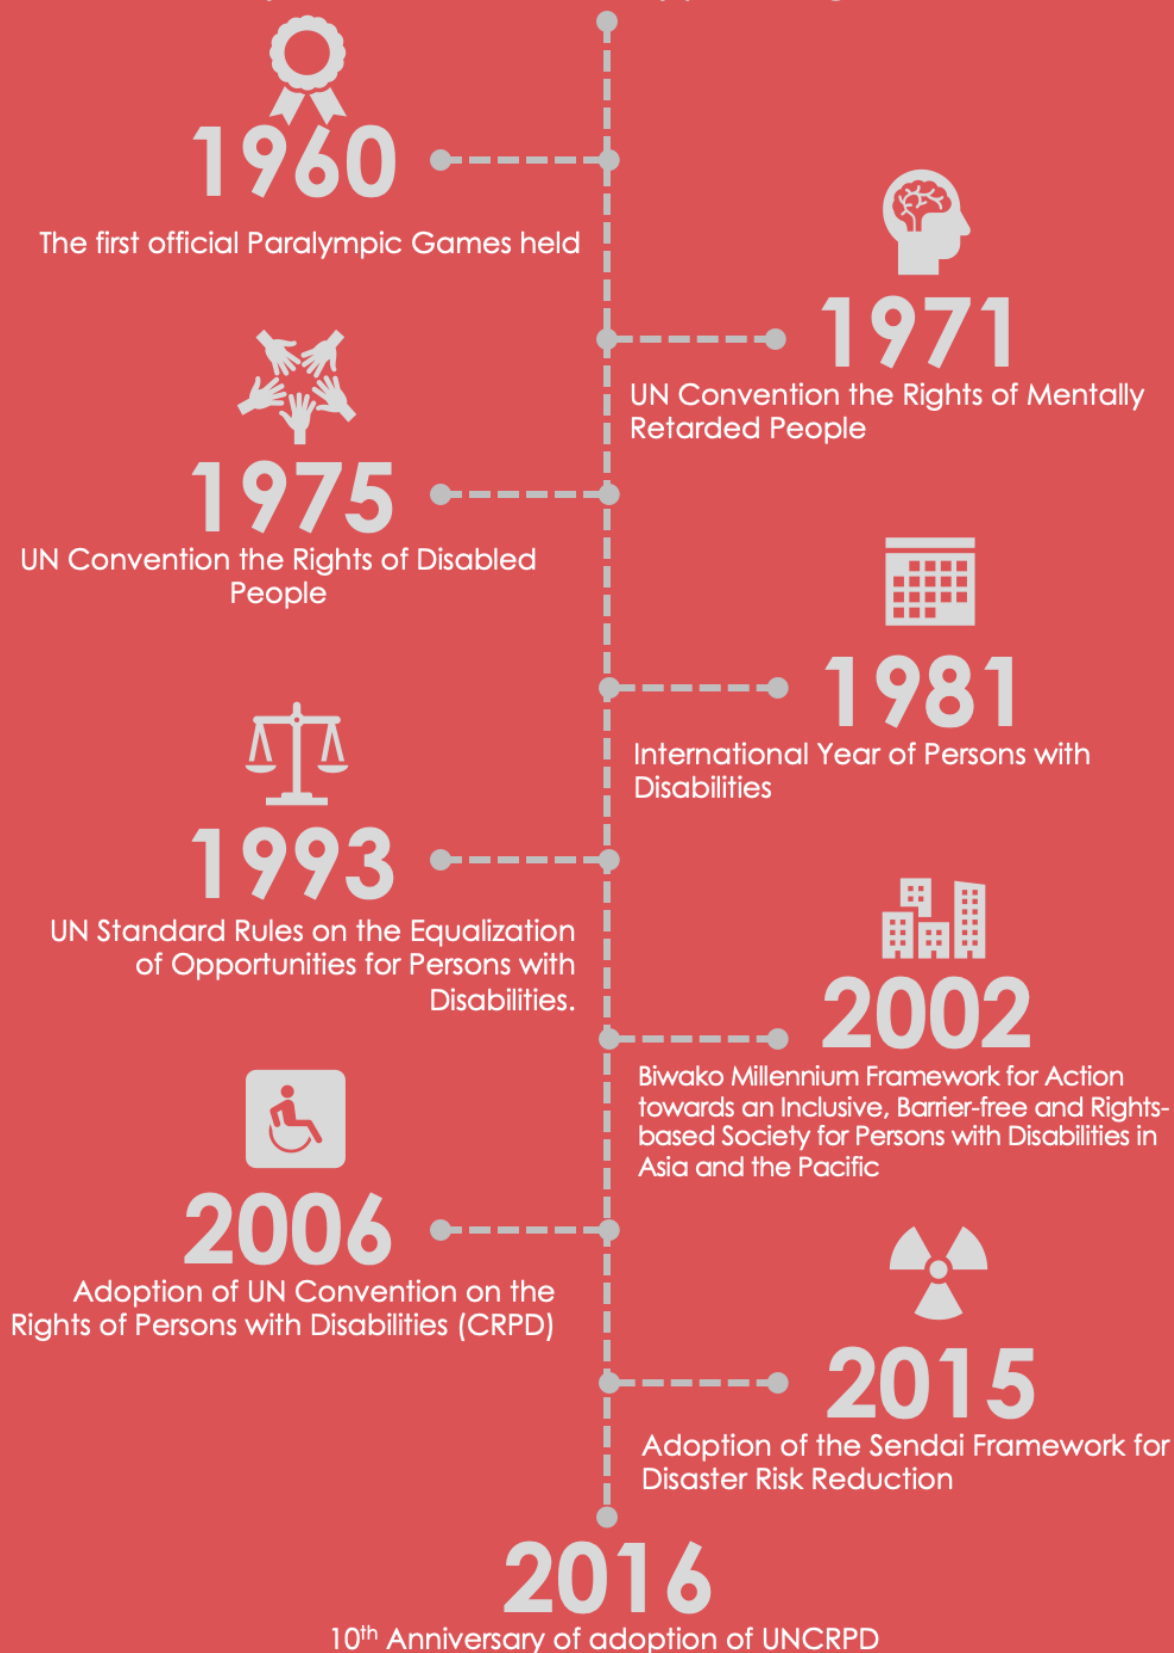 1960
The first official Paralympic Games held
1971
UN Convention the Rights of Mentally
Retarded People
1975
UN Convention the Rights of Disabled
People
1981
International Year of Persons with
Disabilities
1993
UN Standard Rules on the Equalization
of Opportunities for Persons with
Disabilities.
2002
Biwako Millennium Framework for Action
towards an Inclusive, Barrier-free and Rights-
based Society for Persons with Disabilities in
Asia and the Pacific
2006
Adoption of UN Convention on the
Rights of Persons with Disabilities (CRPD)
2015
Adoption of the Sendai Framework for
Disaster Risk Reduction
2016
10th Anniversary of adoption of UNCRPD